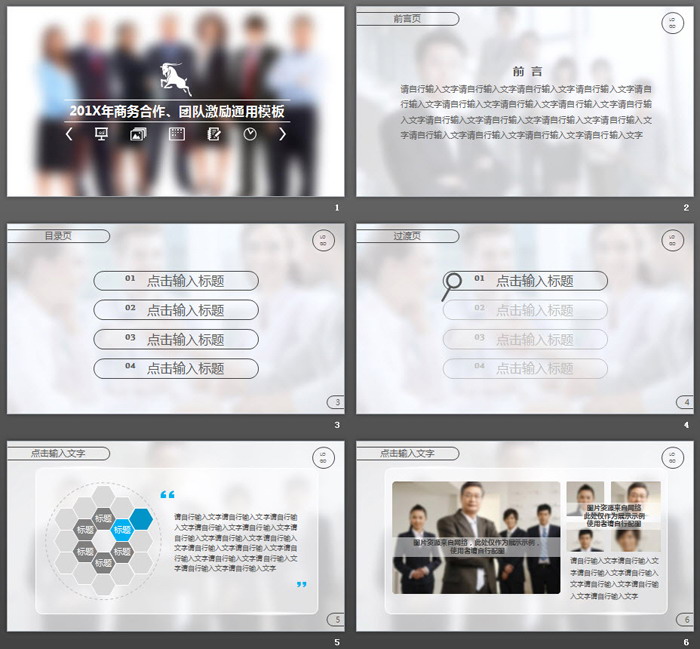 201X年商务合作、团队激励通用模板
1
前言页
前 言
请自行输入文字请自行输入文字请自行输入文字请自行输入文字请自
行输入文字请自行输入文字请自行输入文字请自行输入文字请自行输
入文字请自行输入文字请自行输入文字请自行输入文字请自行输入文
字请自行输入文字请自行输入文字请自行输入文字请自行输入文字
2
目录页
01 点击输入标题
02 点击输入标题
03 点击输入标题
04 点击输入标题
3
3
过渡页
01 点击输入标题
02 点击输入标题
03 点击输入标题
04 点击输入标题
4
4
点击输入文字
标题
标题
标题
标题
标题
标题
请自行输入文字请自行输入文字请自行输
入文字请自行输入文字请自行输入文字请
自行输入文字请自行输入文字请自行输入
文字请自行输入文字请自行输入文字请自
行输入文字请自行输入文字请自行输入文
字请自行输入文字请自行输入文字
5
5
点击输入文字
图片资源来自网络，此处仅作为展示示例，
使用者请自行配图
图片资源来自网络
此处仅作为展示示例
使用者请自行配图
请自行输入文字请自行输入文
字请自行输入文字请自行输入
文字请自行输入文字请自行输
入文字请自行输入文字
6
6